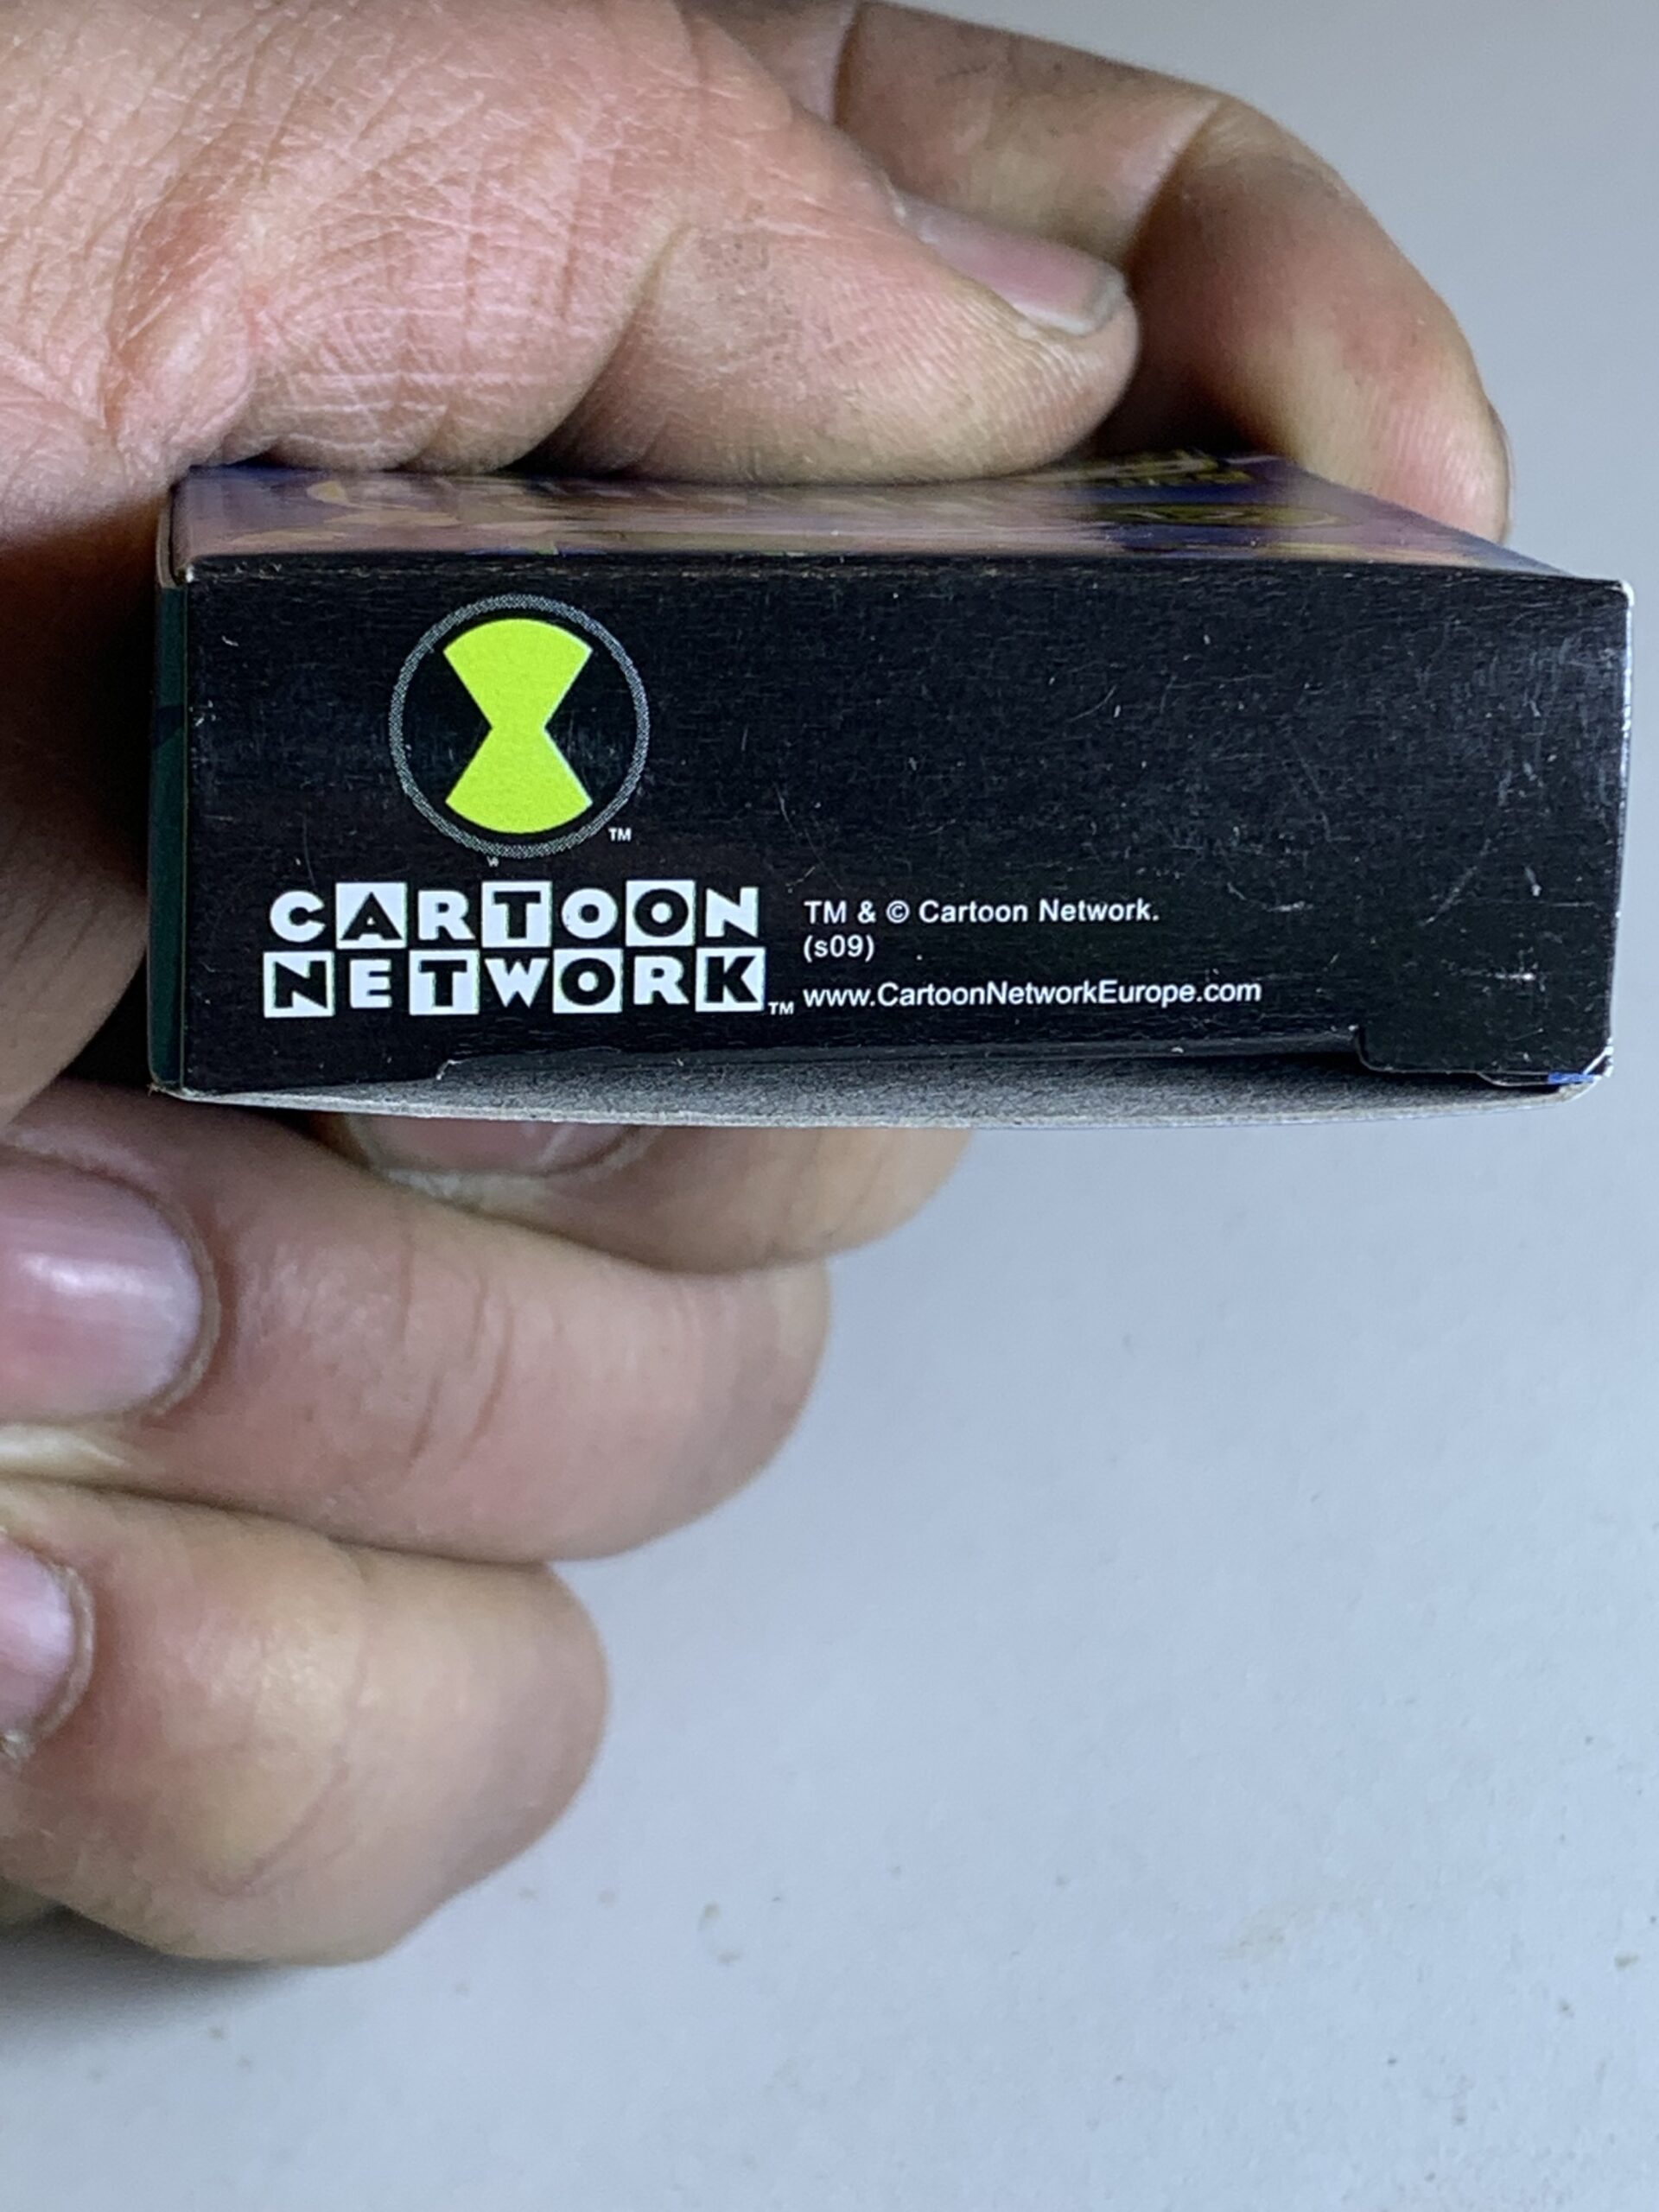 TM
CARTOON
NETWORK TM
TM & © Cartoon Network.
(s09)
www.CartoonNetworkEurope.com